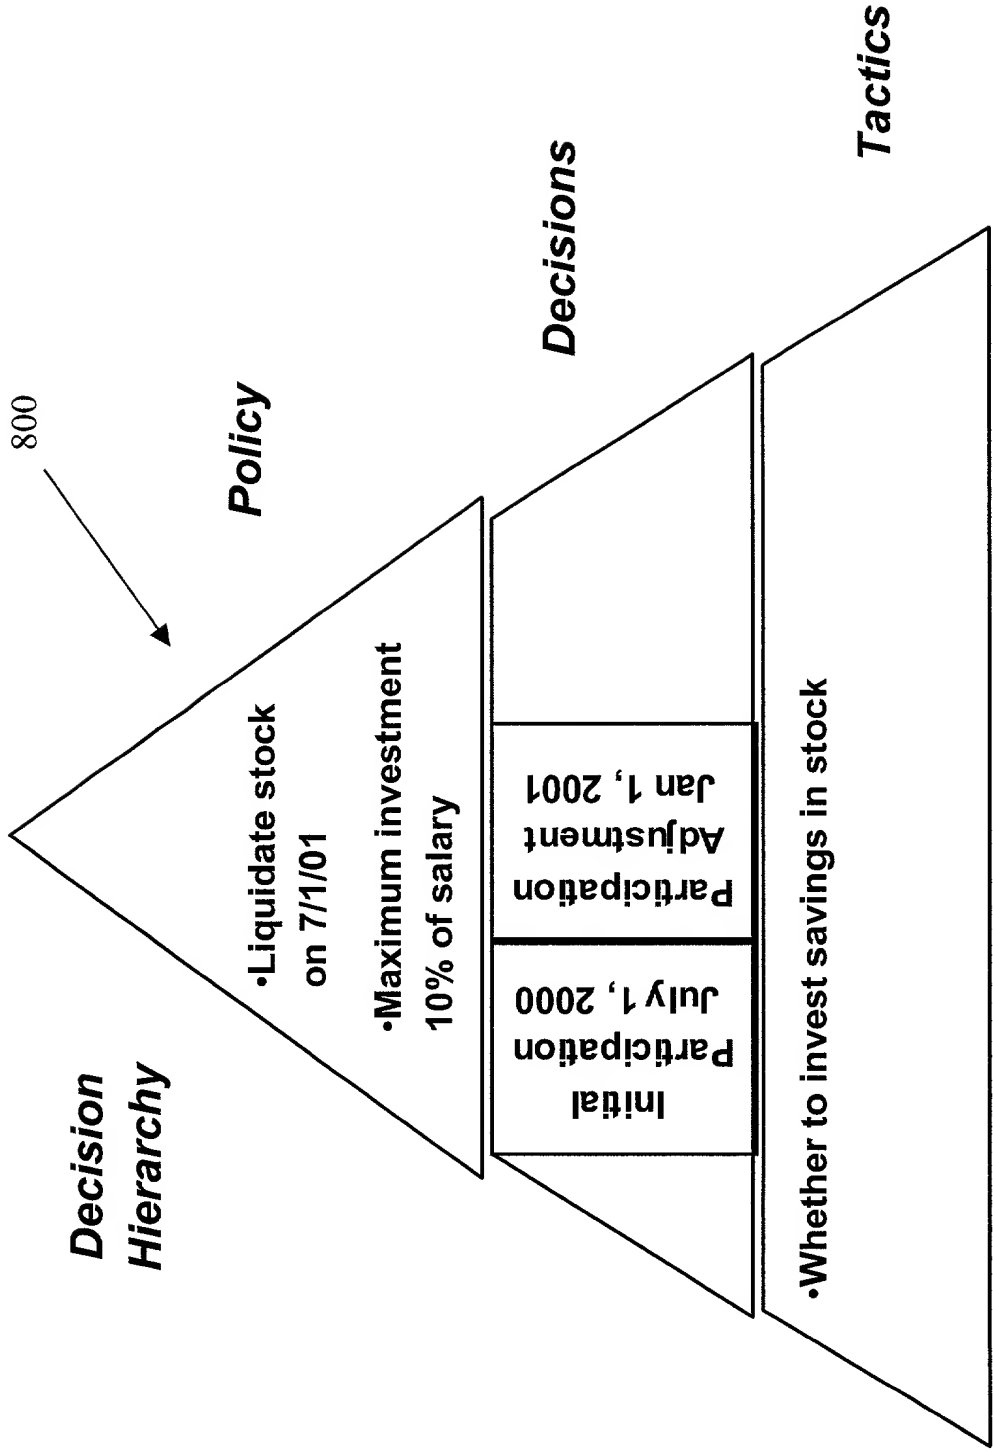 Decision
Hierarchy
800
Policy
•Liquidate stock
on 7/1/01
•Maximum investment
10% of salary
Decisions
Initial
Participation
July 1, 2000
Participation
Adjustment
Jan 1, 2001
Tactics
•Whether to invest savings in stock